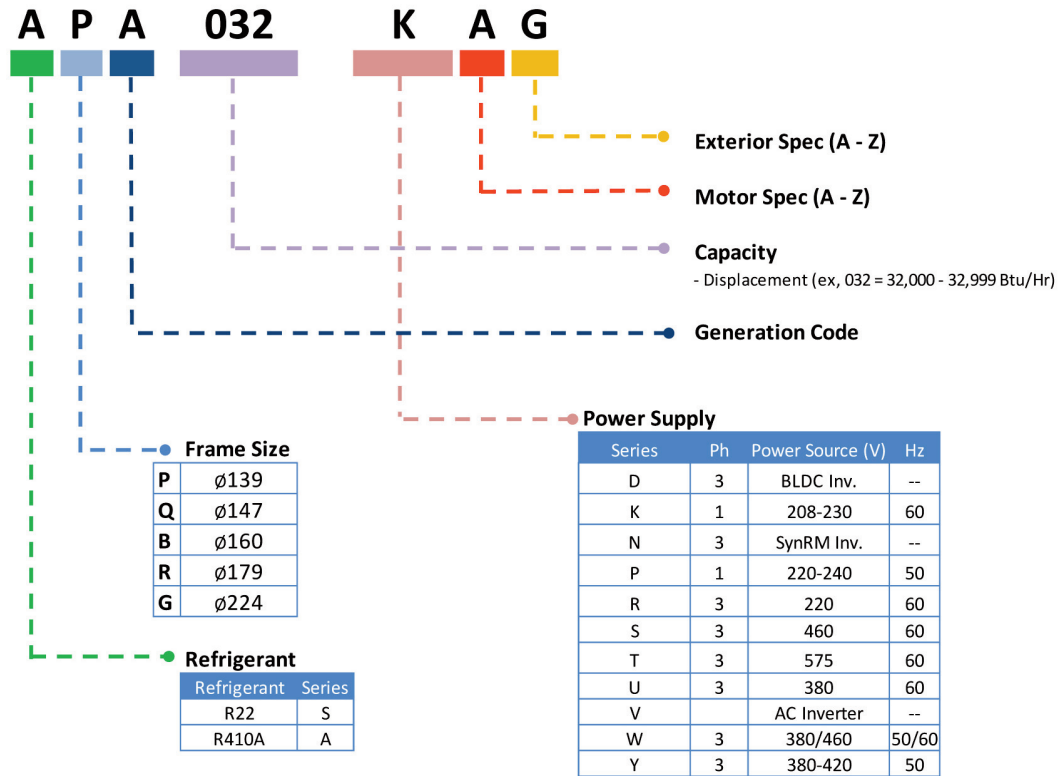 A P A 032 K A G
Exterior Spec (A - Z)
Motor Spec (A - Z)
Capacity
- Displacement (ex, 032 = 32,000 - 32,999 Btu/Hr)
Generation Code
Power Supply
Series Ph Power Source (V) Hz
D 3 BLDC Inv. --
K 1 208-230 60
N 3 SynRM Inv. --
P 1 220-240 50
R 3 220 60
S 3 460 60
T 3 575 60
U 3 380 60
V AC Inverter --
W 3 380/460 50/60
Y 3 380-420 50
Frame Size
P ø139
Q ø147
B ø160
R ø179
G ø224
Refrigerant
Refrigerant Series
R22 S
R410A A